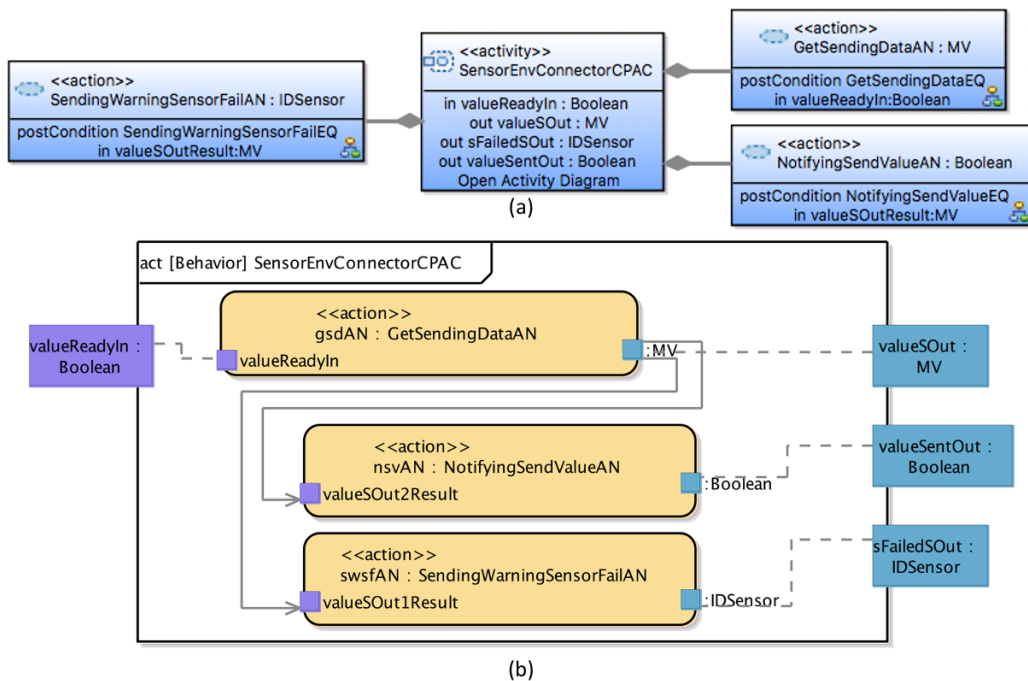 <<action>>
SendingWarningSensorFailAN : IDSensor
postCondition SendingWarningSensorFailEQ
in valueSOutResult:MV
<<activity>>
SensorEnvConnectorCPAC
in valueReadyIn : Boolean
out valueSOut : MV
out sFailedSOut : IDSensor
out valueSentOut : Boolean
Open Activity Diagram
<<action>>
GetSendingDataAN : MV
postCondition GetSendingDataEQ
in valueReadyIn:Boolean
<<action>>
NotifyingSendValueAN : Boolean
postCondition NotifyingSendValueEQ
in valueSOutResult:MV
(a)
act [Behavior] SensorEnvConnectorCPAC
valueReadyIn :
Boolean
<<action>>
gsdAN : GetSendingDataAN
valueReadyIn
:MV
valueSOut :
MV
<<action>>
nsvAN : NotifyingSendValueAN
valueSOut2Result
:Boolean
valueSentOut :
Boolean
<<action>>
swsfAN : SendingWarningSensorFailAN
valueSOut1Result
:IDSensor
sFailedSOut :
IDSensor
(b)